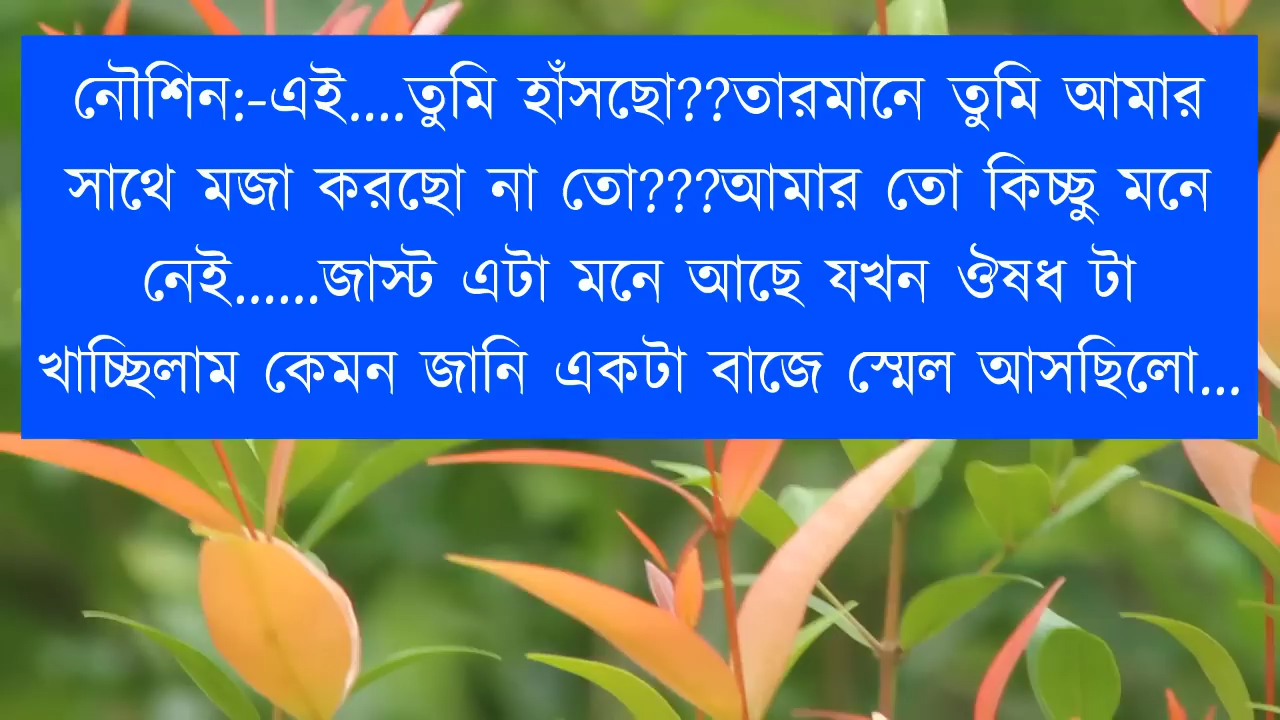 নৌশিন:-এই....তুমি হাঁসছো??তারমানে তুমি আমার
সাথে মজা করছো না তো???আমার তো কিচ্ছু মনে
নেই......জাস্ট এটা মনে আছে যখন ঔষধ টা
খাচ্ছিলাম কেমন জানি একটা বাজে স্মেল আসছিলো...